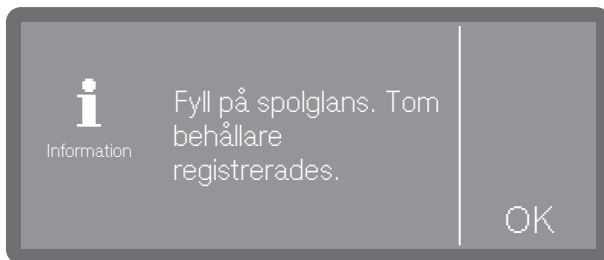 Information
Fyll på spolglans. Tom
behållare
registrerades.
OK